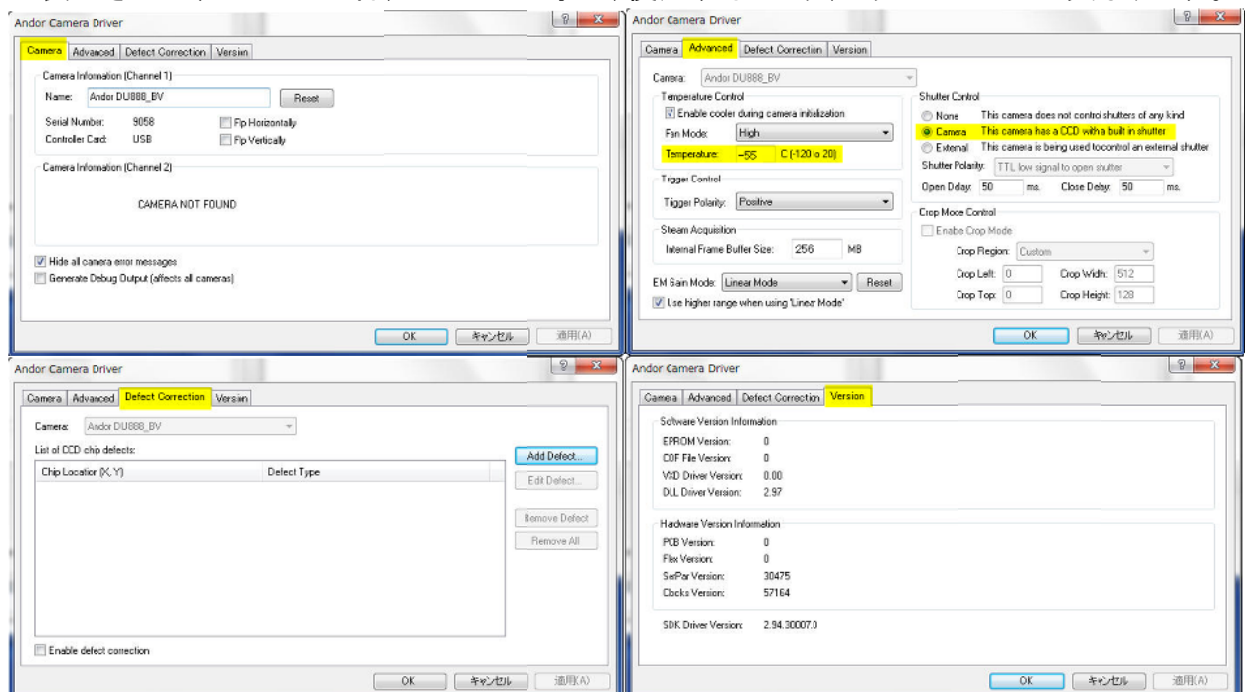 Andor Camera Driver
Camera Advanced Defect Correction Version
Camera Information (Channel 1)
Name: Andor DU888_BV Reset
Serial Number: 9058 Flip Horizontally
Controller Card: USB Flip Vertically
Camera Information (Channel 2)
CAMERA NOT FOUND
Hide all camera error messages
Generate Debug Output (affects all cameras)
OK キャンセル 適用(A)
Andor Camera Driver
Camera Advanced Defect Correction Version
Camera: Andor DU888_BV
Temperature Control
Enable cooler during camera initialization
Fan Mode: High
Temperature: -55 C (-120 to 20)
Trigger Control
Trigger Polarity: Positive
Steam Acquisition
Internal Frame Buffer Size: 256 MB
EM Gain Mode: Linear Mode Reset
Use higher range when using 'Linear Mode'
Shutter Control
None This camera does not control shutters of any kind
Camera This camera has a CCD with a built in shutter
External This camera is being used to control an external shutter
Shutter Polarity: TTL low signal to open shutter
Open Delay: 50 ms. Close Delay: 50 ms.
Crop Mode Control
Enable Crop Mode
Crop Region: Custom
Crop Left: 0 Crop Width: 512
Crop Top: 0 Crop Height: 128
OK キャンセル 適用(A)
Andor Camera Driver
Camera Advanced Defect Correction Version
Camera: Andor DU888_BV
List of CCD chip defects:
Chip Location (X, Y) Defect Type
Add Defect...
Edit Defect...
Remove Defect
Remove All
Enable defect correction
OK キャンセル 適用(A)
Andor Camera Driver
Camera Advanced Defect Correction Version
Software Version Information
EPROM Version: 0
COF File Version: 0
VXD Driver Version: 0.00
DLL Driver Version: 2.97
Hardware Version Information
PCB Version: 0
Flex Version: 0
SerPar Version: 30475
Clocks Version: 57164
SDK Driver Version: 2.94.30007.0
OK キャンセル 適用(A)